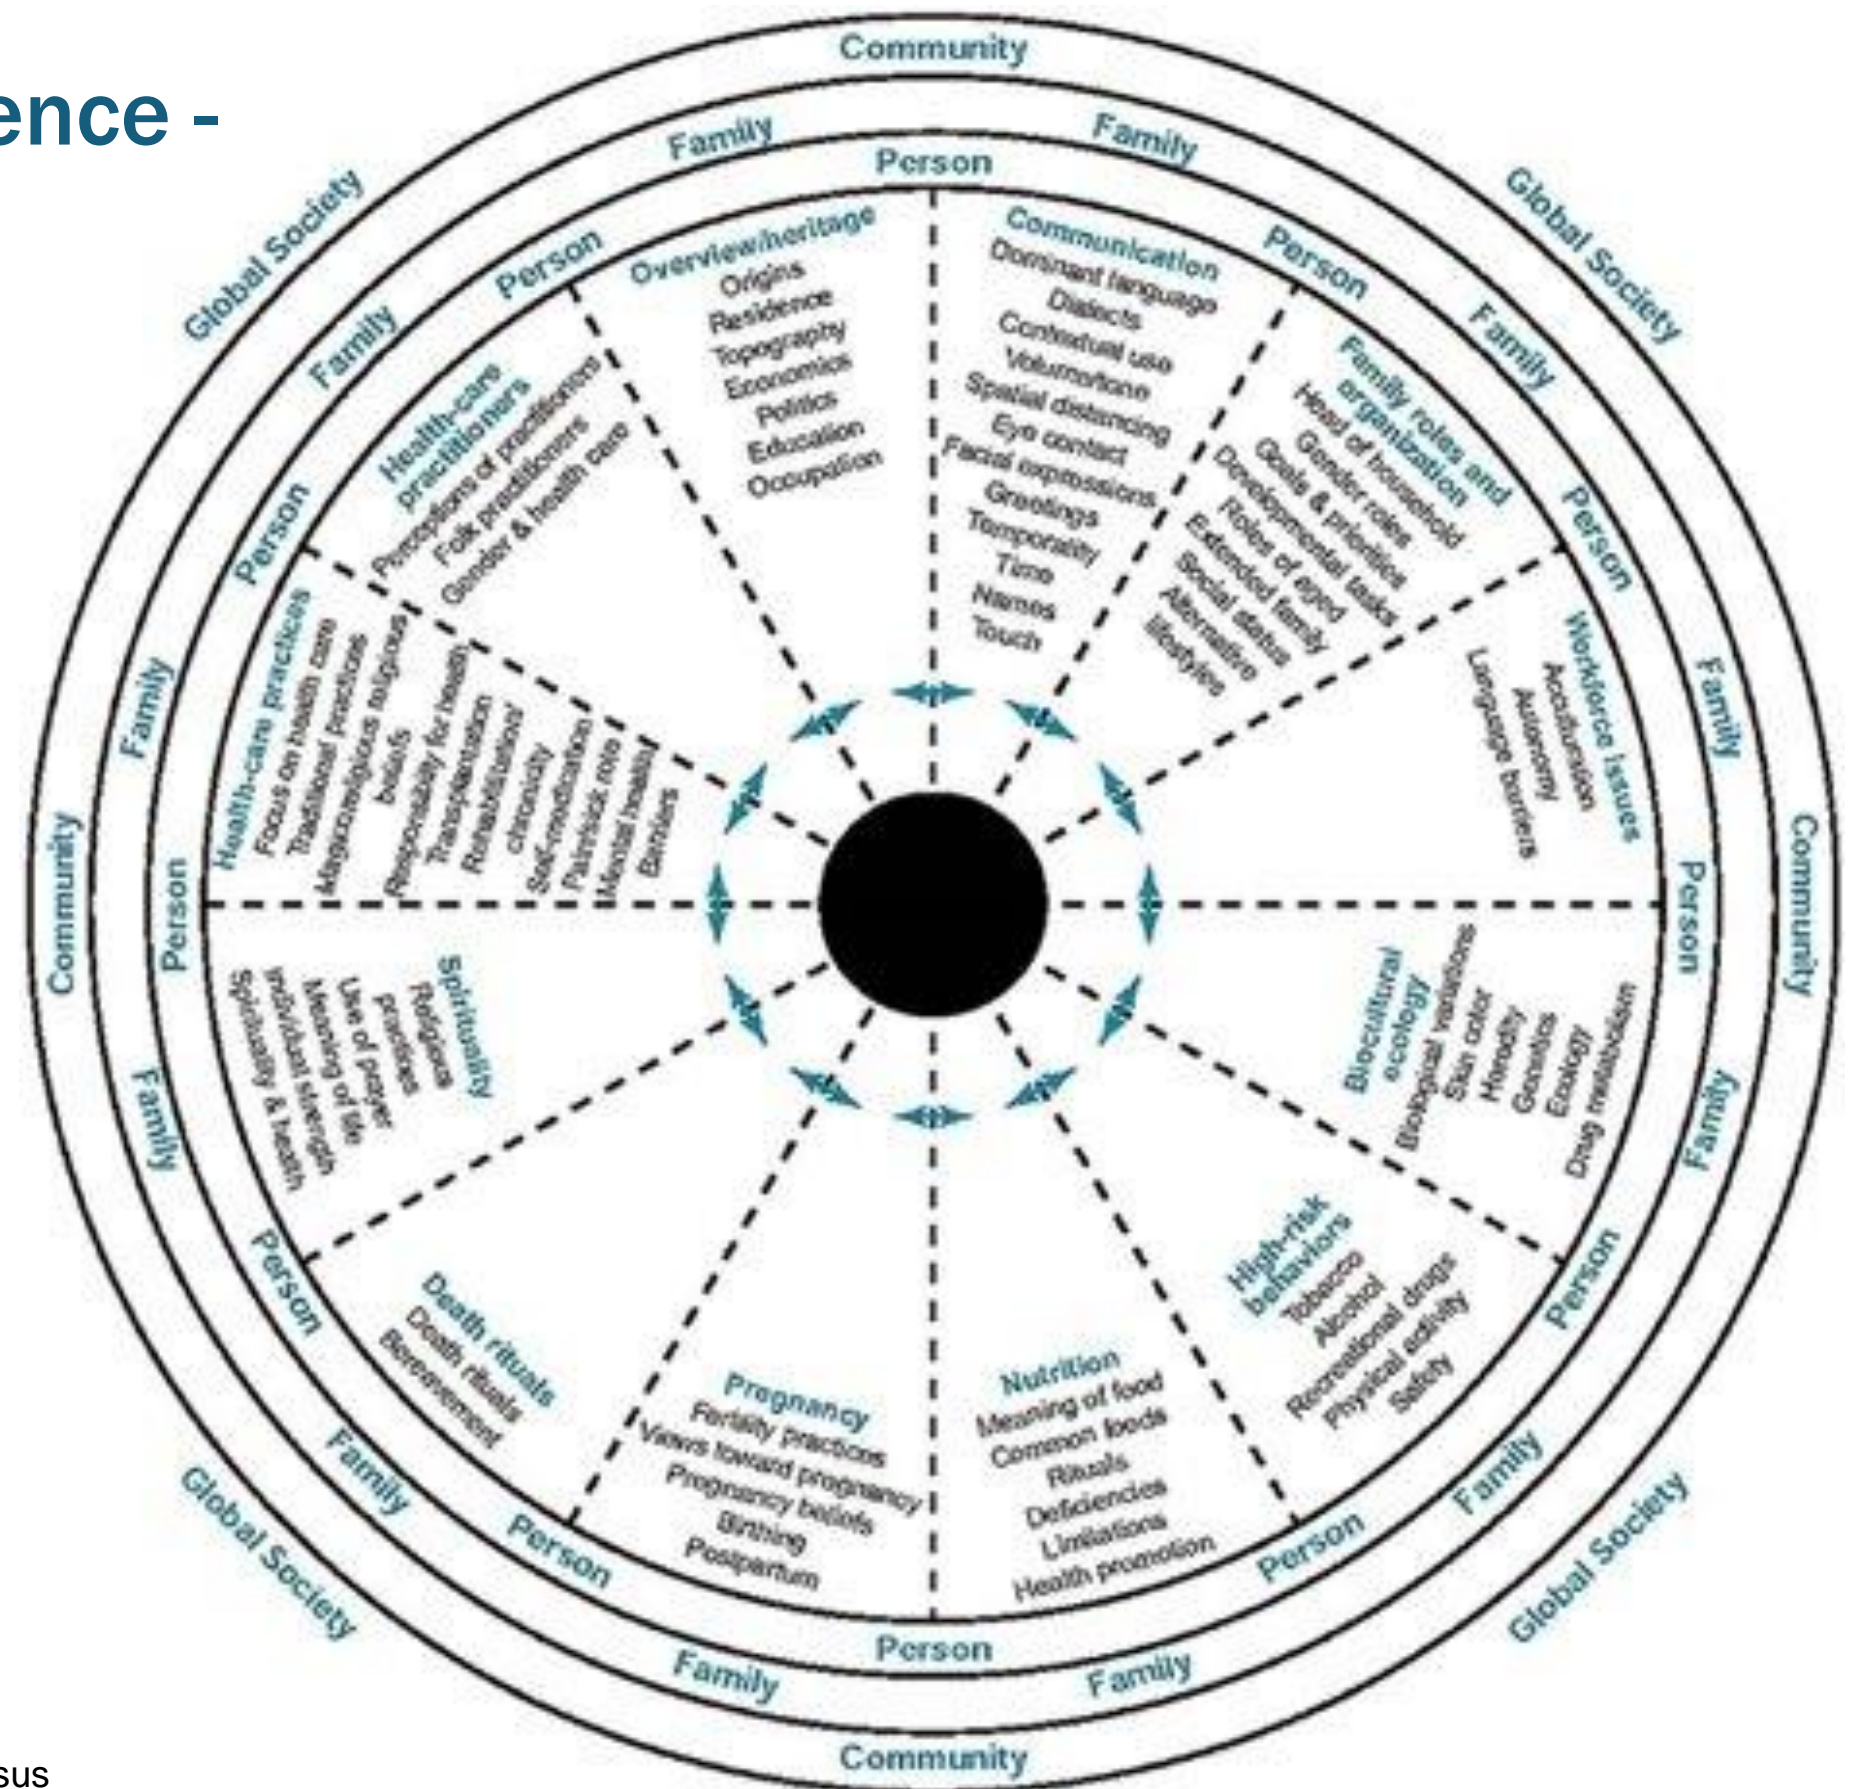 ence -
Community
Family
Family
Person
Global Society
Global Society
Person
Person
Family
Family
Person
Person
Family
Family
Community
Community
Person
Person
Family
Family
Person
Person
Family
Family
Person
Person
Global Society
Global Society
Person
Family
Family
Community
Overview/heritage
Origins
Residence
Topography
Economics
Politics
Education
Occupation
Communication
Dominant language
Dialects
Contextual use
Volume/tone
Spatial distancing
Eye contact
Facial expressions
Greetings
Temporality
Time
Names
Touch
Family roles and
organization
Head of household
Gender roles
Goals & priorities
Developmental tasks
Roles of aged
Extended family
Social status
Alternative
lifestyles
Workforce issues
Acculturation
Autonomy
Language barriers
Biocultural
ecology
Biological variations
Skin color
Heredity
Genetics
Ecology
Drug metabolism
High-risk
behaviors
Tobacco
Alcohol
Recreational drugs
Physical activity
Safety
Nutrition
Meaning of food
Common foods
Rituals
Deficiencies
Limitations
Health promotion
Pregnancy
Fertility practices
Views toward pregnancy
Pregnancy beliefs
Birthing
Postpartum
Death rituals
Death rituals
Bereavement
Spirituality
Religious
practices
Use of prayer
Meaning of life
Individual strength
Spirituality & health
Health-care practices
Focus on health care
Traditional practices
Magicoreligious religious
beliefs
Responsibility for health
Transportation
Rehabilitation/
chronicity
Self-medication
Pain/sick role
Mental health
Barriers
Health-care
practitioners
Perceptions of practitioners
Folk practitioners
Gender & health care
sus